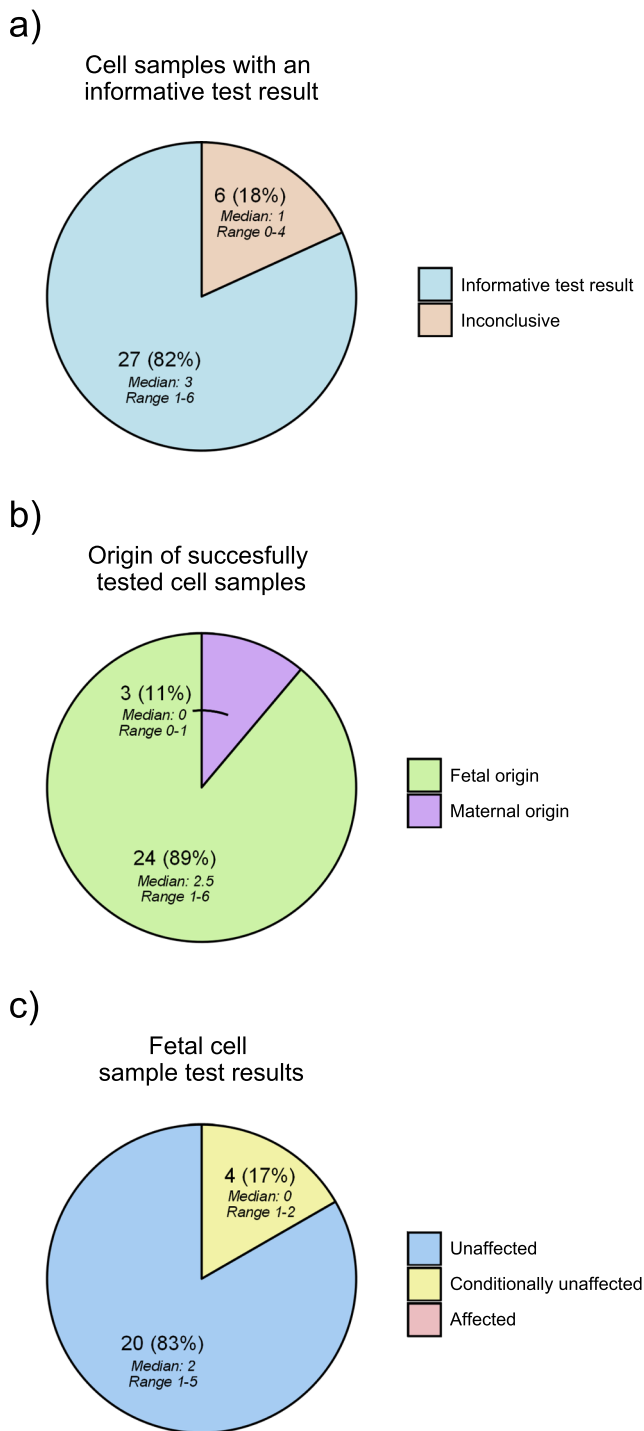 a)
Cell samples with an
informative test result
6 (18%)
Median: 1
Range 0-4
27 (82%)
Median: 3
Range 1-6
Informative test result
Inconclusive
b)
Origin of succesfully
tested cell samples
3 (11%)
Median: 0
Range 0-1
24 (89%)
Median: 2.5
Range 1-6
Fetal origin
Maternal origin
c)
Fetal cell
sample test results
4 (17%)
Median: 0
Range 1-2
20 (83%)
Median: 2
Range 1-5
Unaffected
Conditionally unaffected
Affected